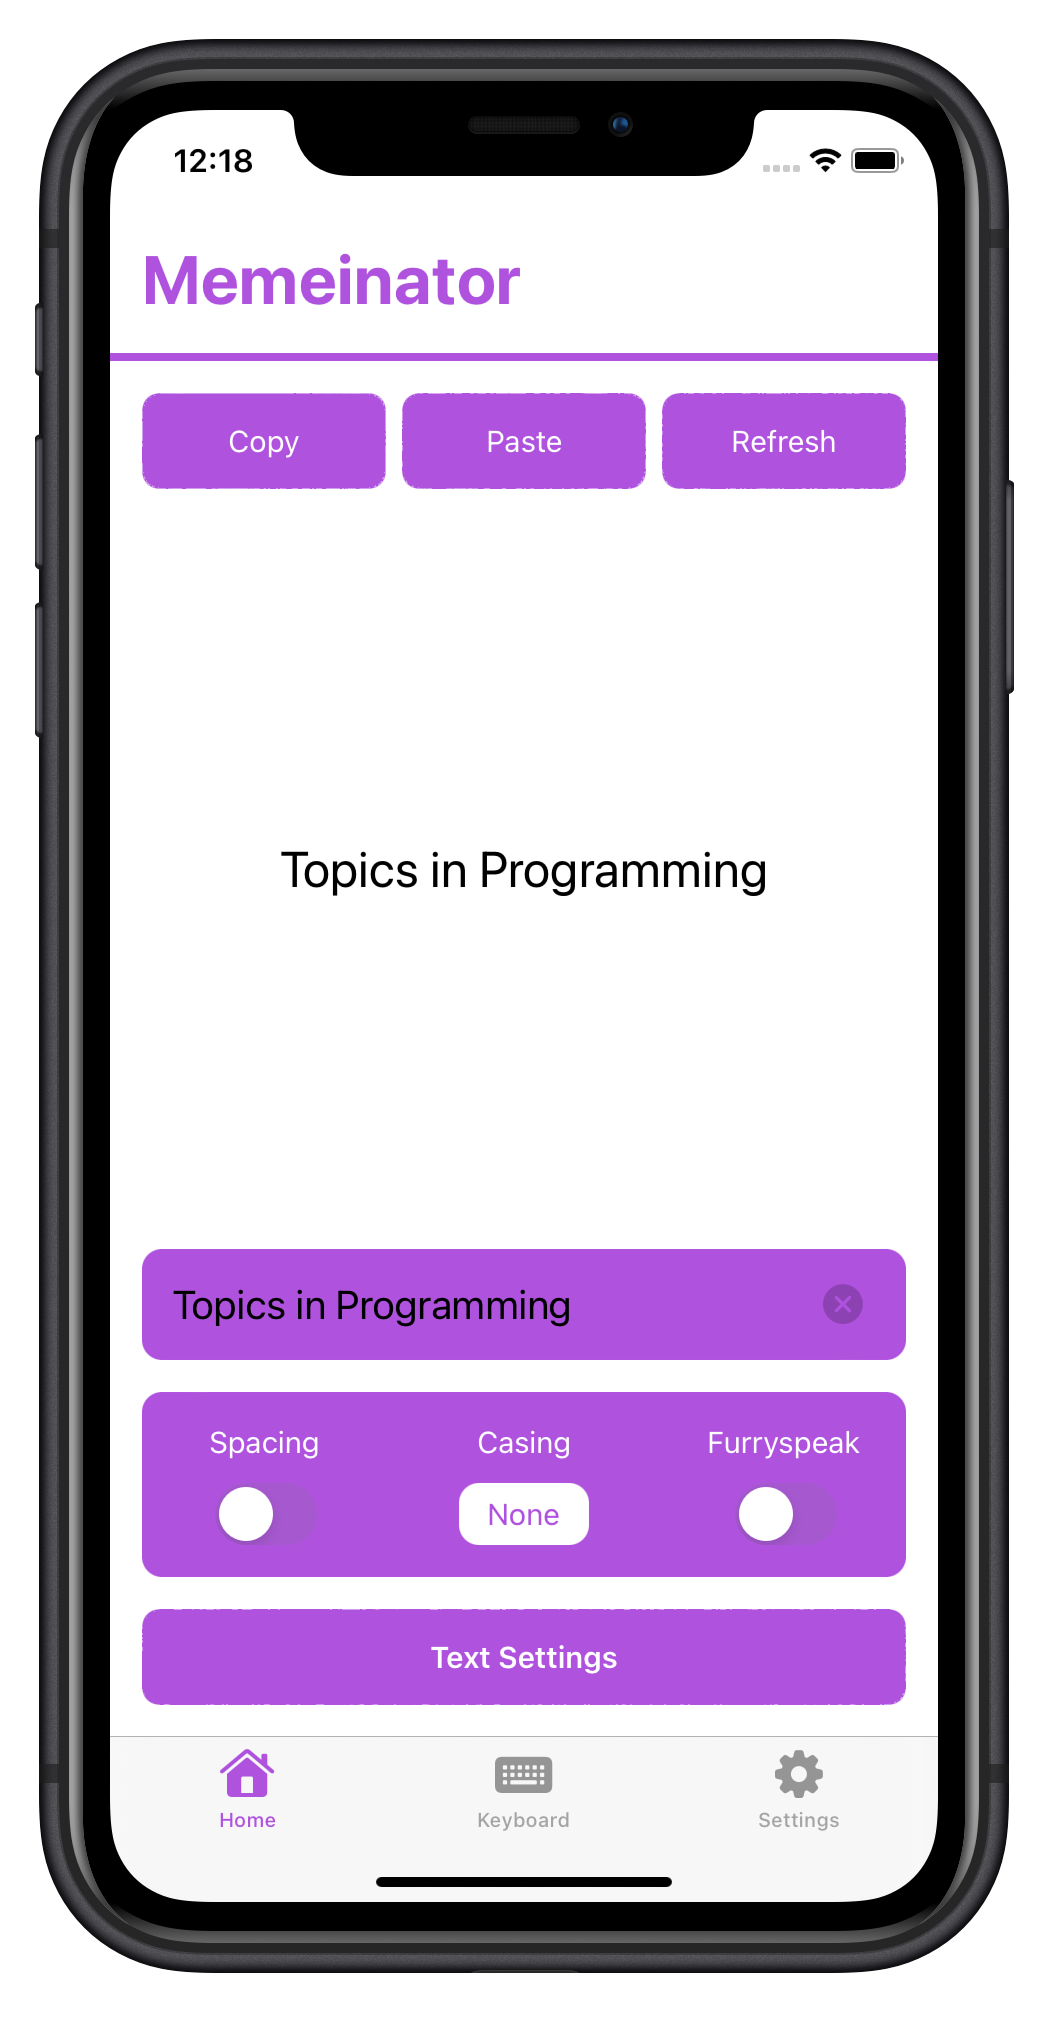 12:18
Memeinator
Copy Paste Refresh
Topics in Programming
Topics in Programming
Spacing Casing Furryspeak
None
Text Settings
Home Keyboard Settings